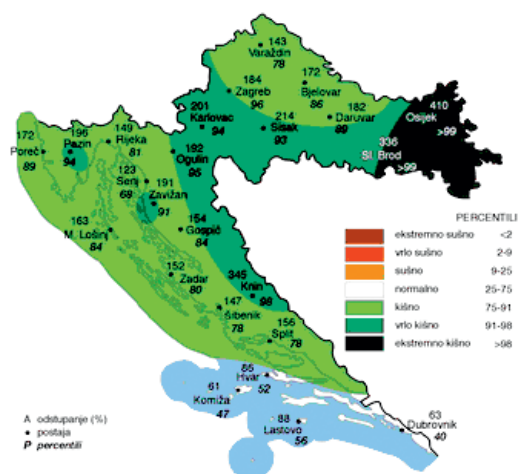 143
Varaždin
78
184
Zagreb
96
172
Bjelovar
86
182
Daruvar
89
410
Osijek
>99
336
Sl. Brod
>99
201
Karlovac
94
214
Sisak
93
172
Poreč
89
196
Pazin
94
149
Rijeka
81
192
Ogulin
95
123
Senj
68
191
Zavižan
91
163
M. Lošinj
84
154
Gospić
84
152
Zadar
80
345
Knin
98
147
Šibenik
78
156
Split
78
Hvar
52
61
Komiža
47
88
Lastovo
56
63
Dubrovnik
40
PERCENTILI
ekstremno sušno <2
vrlo sušno 2-9
sušno 9-25
normalno 25-75
kišno 75-91
vrlo kišno 91-98
ekstremno kišno >98
A odstupanje (%)
● postaja
P percentili